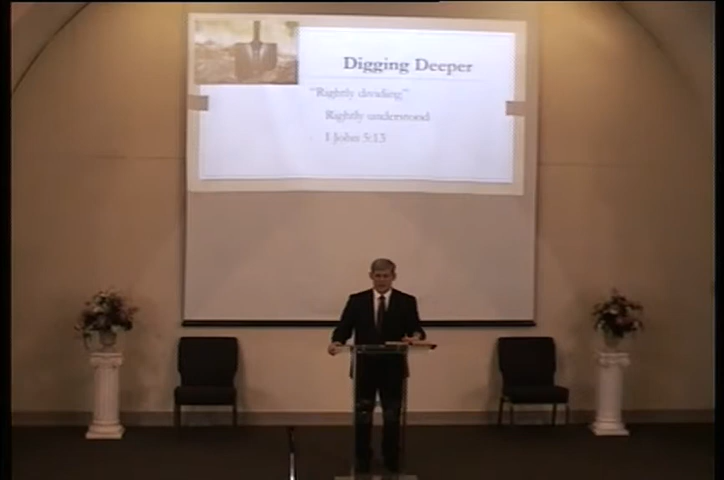 Digging Deeper
"Rightly dividing"
Rightly understood
I John 5:13